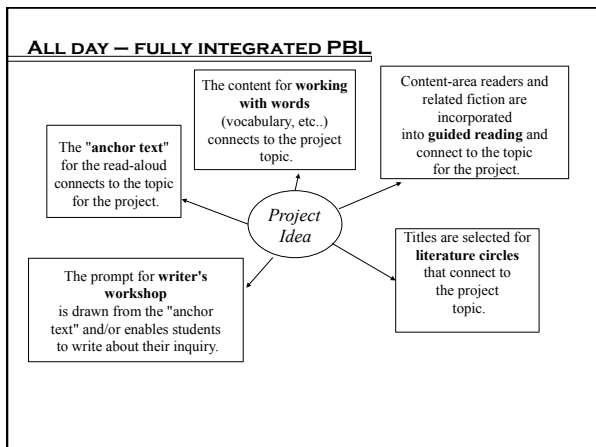 ALL DAY – FULLY INTEGRATED PBL
The content for working
with words
(vocabulary, etc..)
connects to the project
topic.
Content-area readers and
related fiction are
incorporated
into guided reading and
connect to the topic
for the project.
The "anchor text"
for the read-aloud
connects to the topic
for the project.
Project
Idea
Titles are selected for
literature circles
that connect to
the project
topic.
The prompt for writer's
workshop
is drawn from the "anchor
text" and/or enables students
to write about their inquiry.